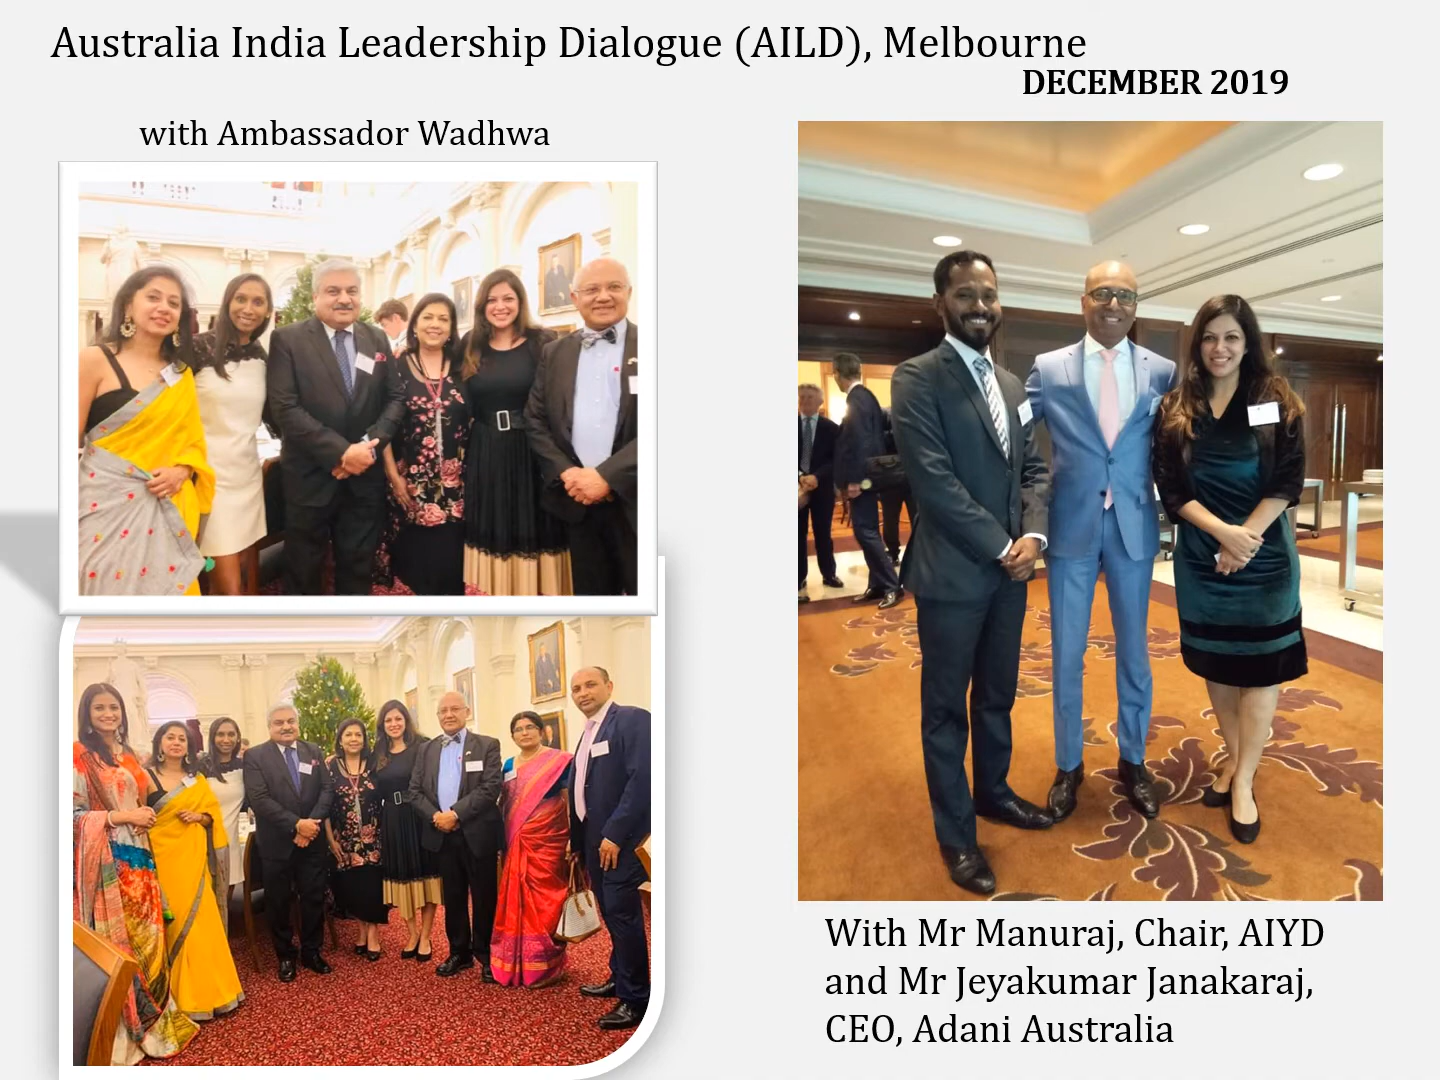 Australia India Leadership Dialogue (AILD), Melbourne
DECEMBER 2019
with Ambassador Wadhwa
With Mr Manuraj, Chair, AIYD
and Mr Jeyakumar Janakaraj,
CEO, Adani Australia